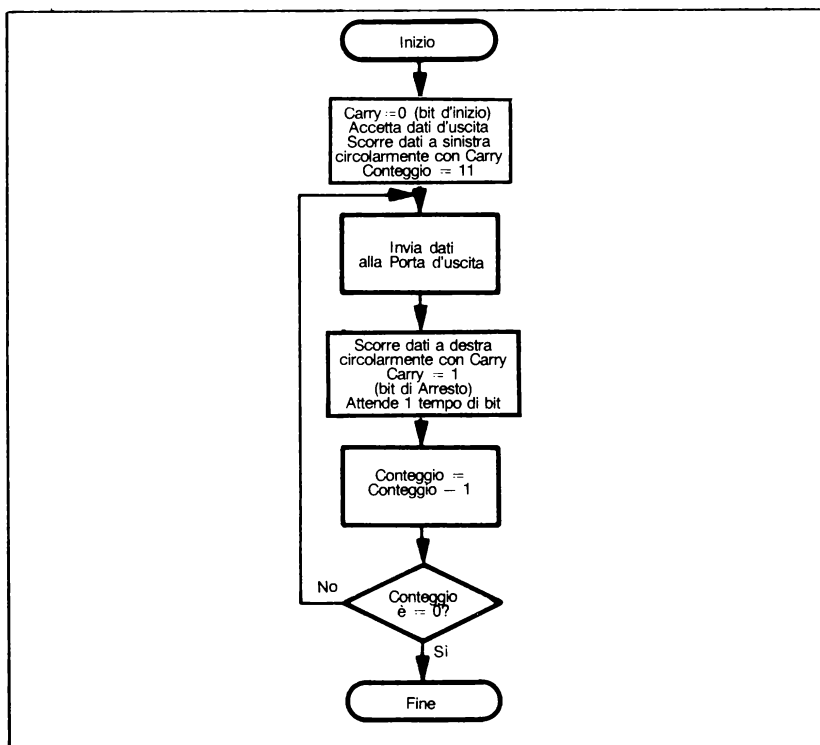 Inizio
Carry := 0 (bit d'inizio)
Accetta dati d'uscita
Scorre dati a sinistra
circolarmente con Carry
Conteggio := 11
Invia dati
alla Porta d'uscita
Scorre dati a destra
circolarmente con Carry
Carry := 1
(bit di Arresto)
Attende 1 tempo di bit
Conteggio :=
Conteggio — 1
No
Conteggio
è := 0?
Si
Fine